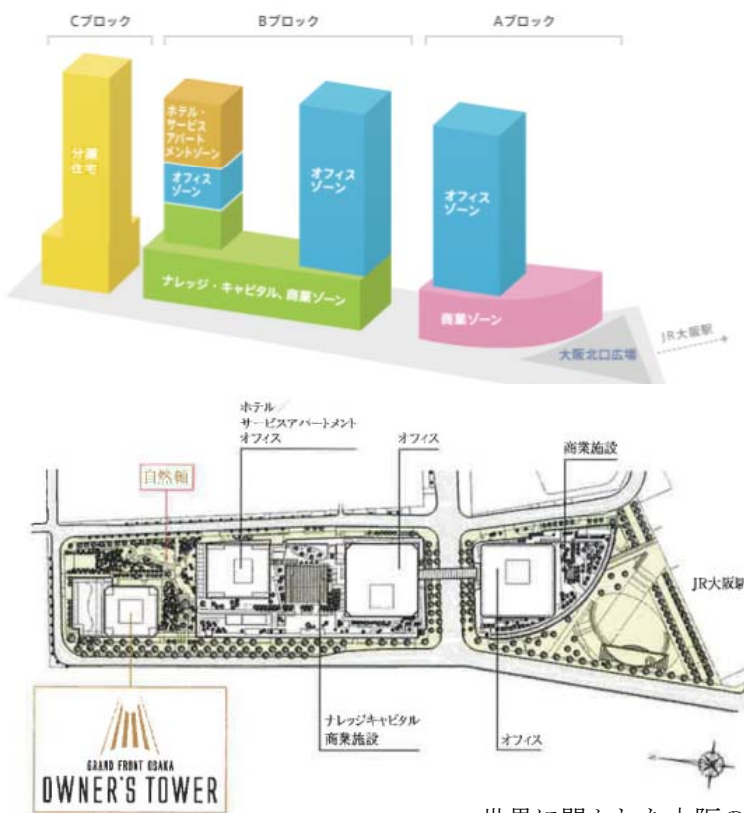 Cブロック
Bブロック
Aブロック
ホテル・
サービス
アパート
メントゾーン
分譲
住宅
オフィス
ゾーン
オフィス
ゾーン
オフィス
ゾーン
ナレッジ・キャピタル、商業ゾーン
商業ゾーン
大阪北口広場
JR大阪駅
ホテル
サービスアパートメント
オフィス
オフィス
商業施設
自然軸
JR大阪駅
ナレッジキャピタル
商業施設
オフィス
GRAND FRONT OSAKA
OWNER'S TOWER